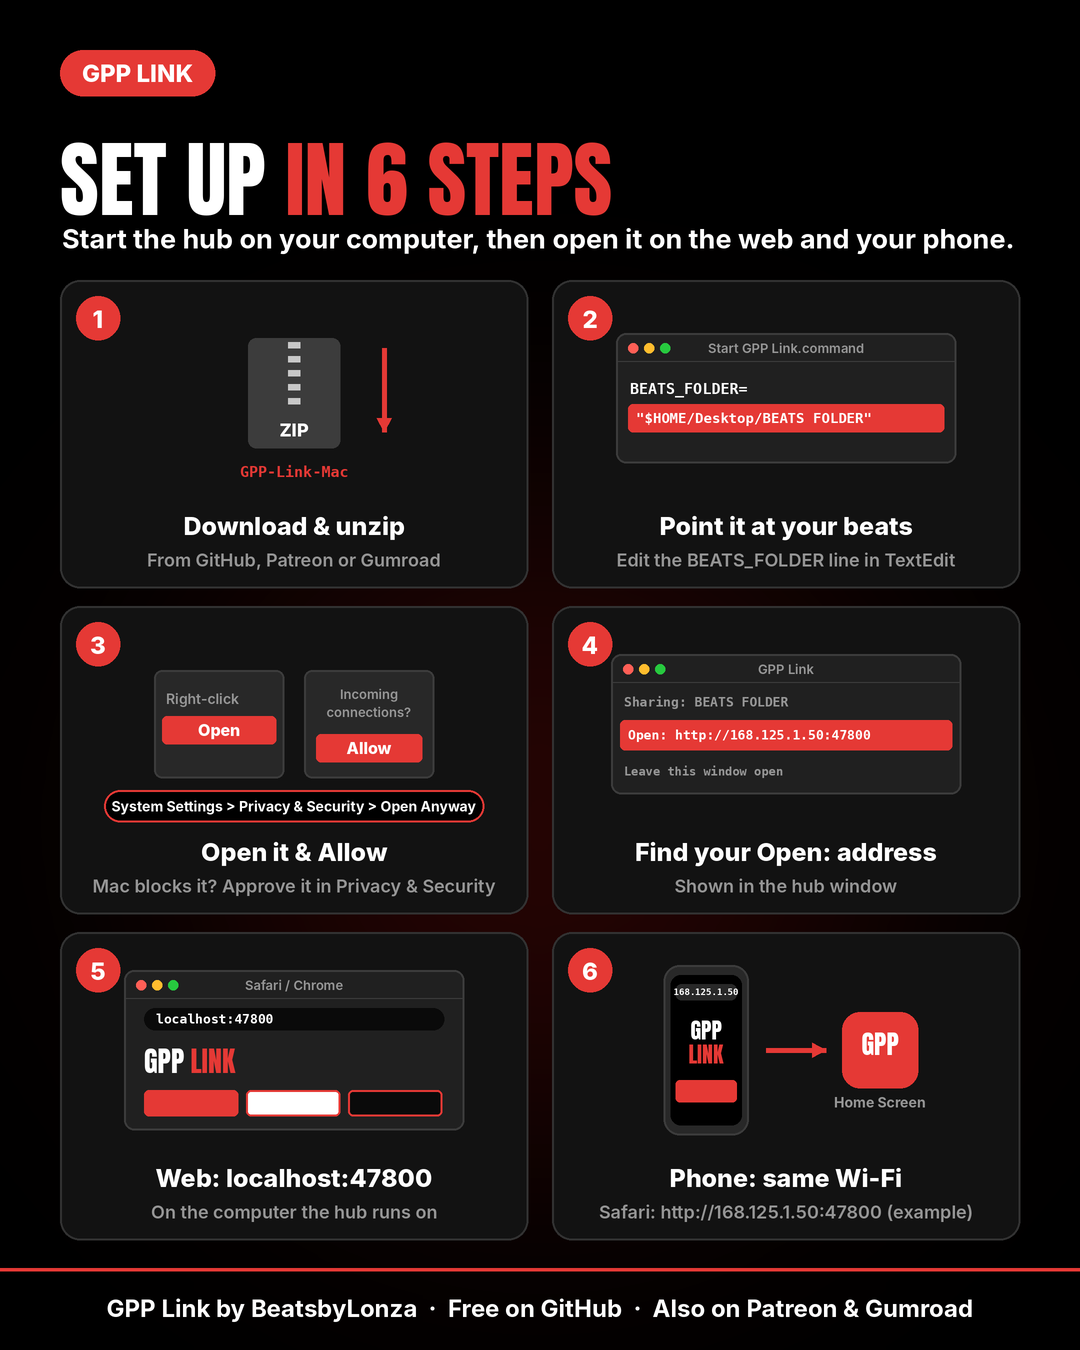 GPP LINK
SET UP IN 6 STEPS
Start the hub on your computer, then open it on the web and your phone.
1
ZIP
GPP-Link-Mac
Download & unzip
From GitHub, Patreon or Gumroad
2
Start GPP Link.command
BEATS_FOLDER=
"$HOME/Desktop/BEATS FOLDER"
Point it at your beats
Edit the BEATS_FOLDER line in TextEdit
3
Right-click
Open
Incoming
connections?
Allow
System Settings > Privacy & Security > Open Anyway
Open it & Allow
Mac blocks it? Approve it in Privacy & Security
4
GPP Link
Sharing: BEATS FOLDER
Open: http://168.125.1.50:47800
Leave this window open
Find your Open: address
Shown in the hub window
5
Safari / Chrome
localhost:47800
GPP LINK
Web: localhost:47800
On the computer the hub runs on
6
168.125.1.50
GPP
LINK
GPP
Home Screen
Phone: same Wi-Fi
Safari: http://168.125.1.50:47800 (example)
GPP Link by BeatsbyLonza · Free on GitHub · Also on Patreon & Gumroad